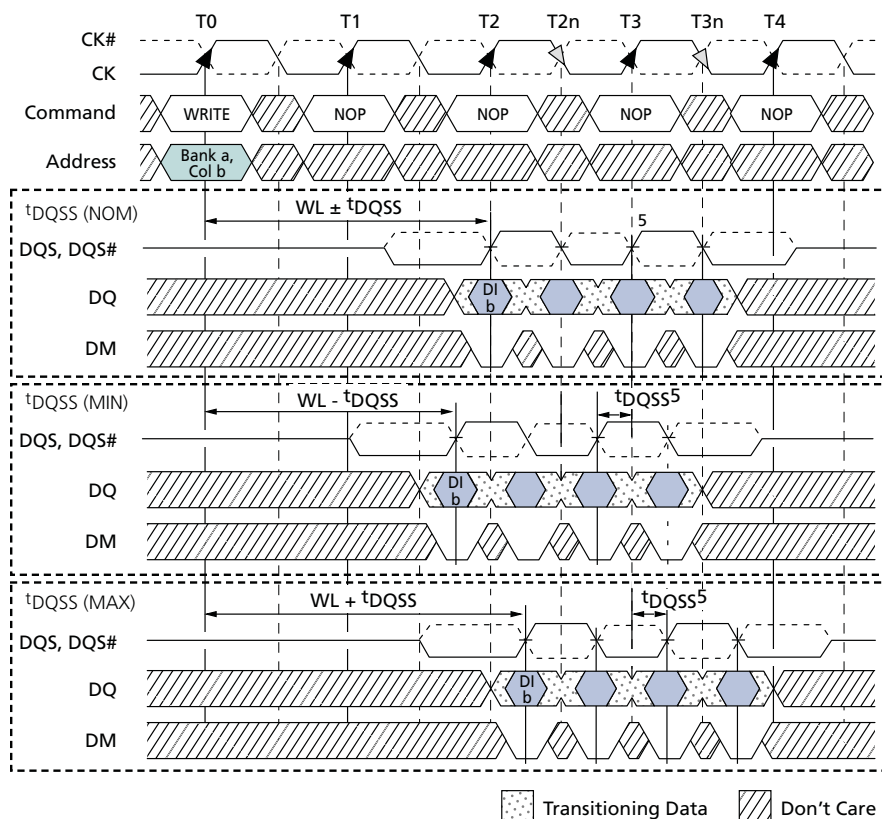 T0 T1 T2 T2n T3 T3n T4
CK#
CK
Command WRITE NOP NOP NOP NOP
Address Bank a,
Col b
tDQSS (NOM) WL ± tDQSS
5
DQS, DQS#
DQ DI
b
DM
tDQSS (MIN) WL - tDQSS tDQSS5
DQS, DQS#
DQ DI
b
DM
tDQSS (MAX) WL + tDQSS tDQSS5
DQS, DQS#
DQ DI
b
DM
Transitioning Data Don't Care